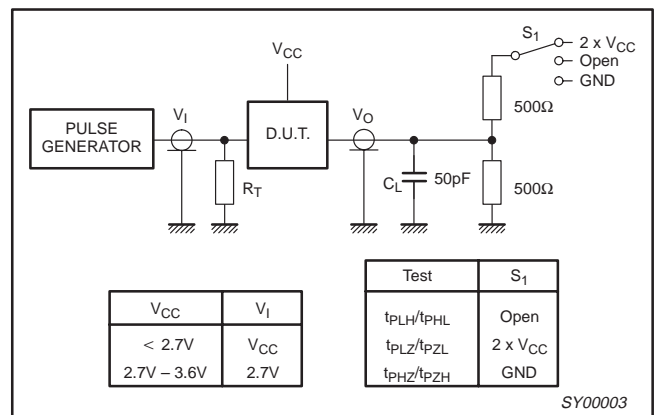 S1
2 x VCC
Open
GND
VCC
500Ω
PULSE
GENERATOR
VI
D.U.T.
VO
RT
CL
50pF
500Ω
VCC VI
< 2.7V VCC
2.7V – 3.6V 2.7V
Test S1
tPLH/tPHL Open
tPLZ/tPZL 2 x VCC
tPHZ/tPZH GND
SY00003